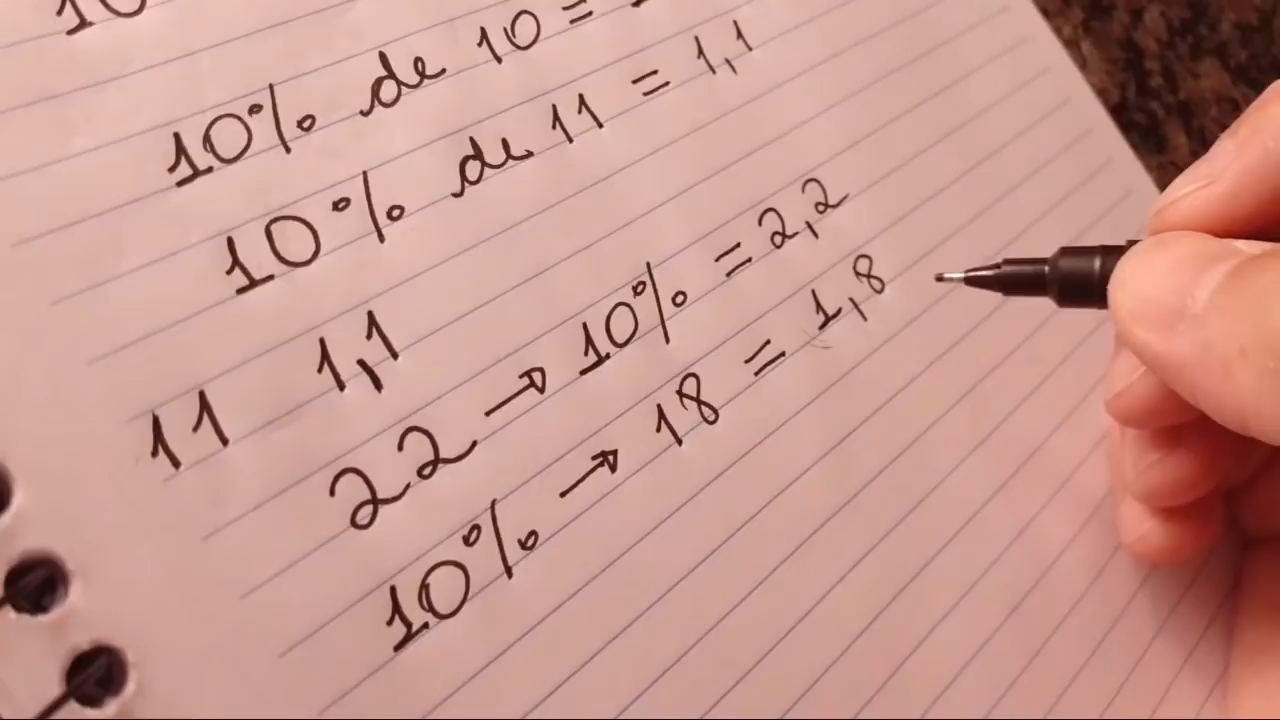 10
10% de 10 =
10% de 11 = 1,1
11 1,1
22 → 10% = 2,2
10% → 18 = 1,8